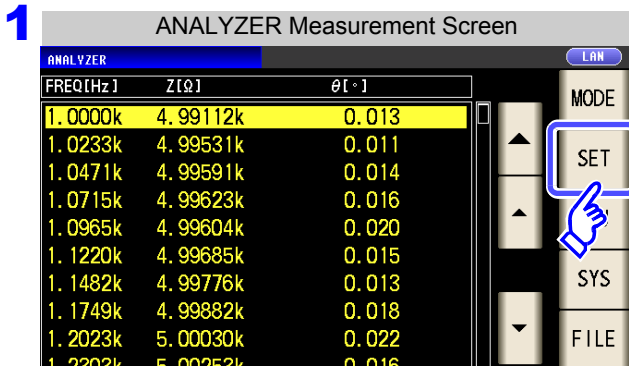 1
ANALYZER Measurement Screen
ANALYZER LAN
FREQ[Hz] Z[Ω] θ[°]
MODE
1.0000k 4.99112k 0.013
1.0233k 4.99531k 0.011
SET
1.0471k 4.99591k 0.014
1.0715k 4.99623k 0.016
1.0965k 4.99604k 0.020
1.1220k 4.99685k 0.015
1.1482k 4.99776k 0.013
SYS
1.1749k 4.99882k 0.018
1.2023k 5.00030k 0.022
FILE